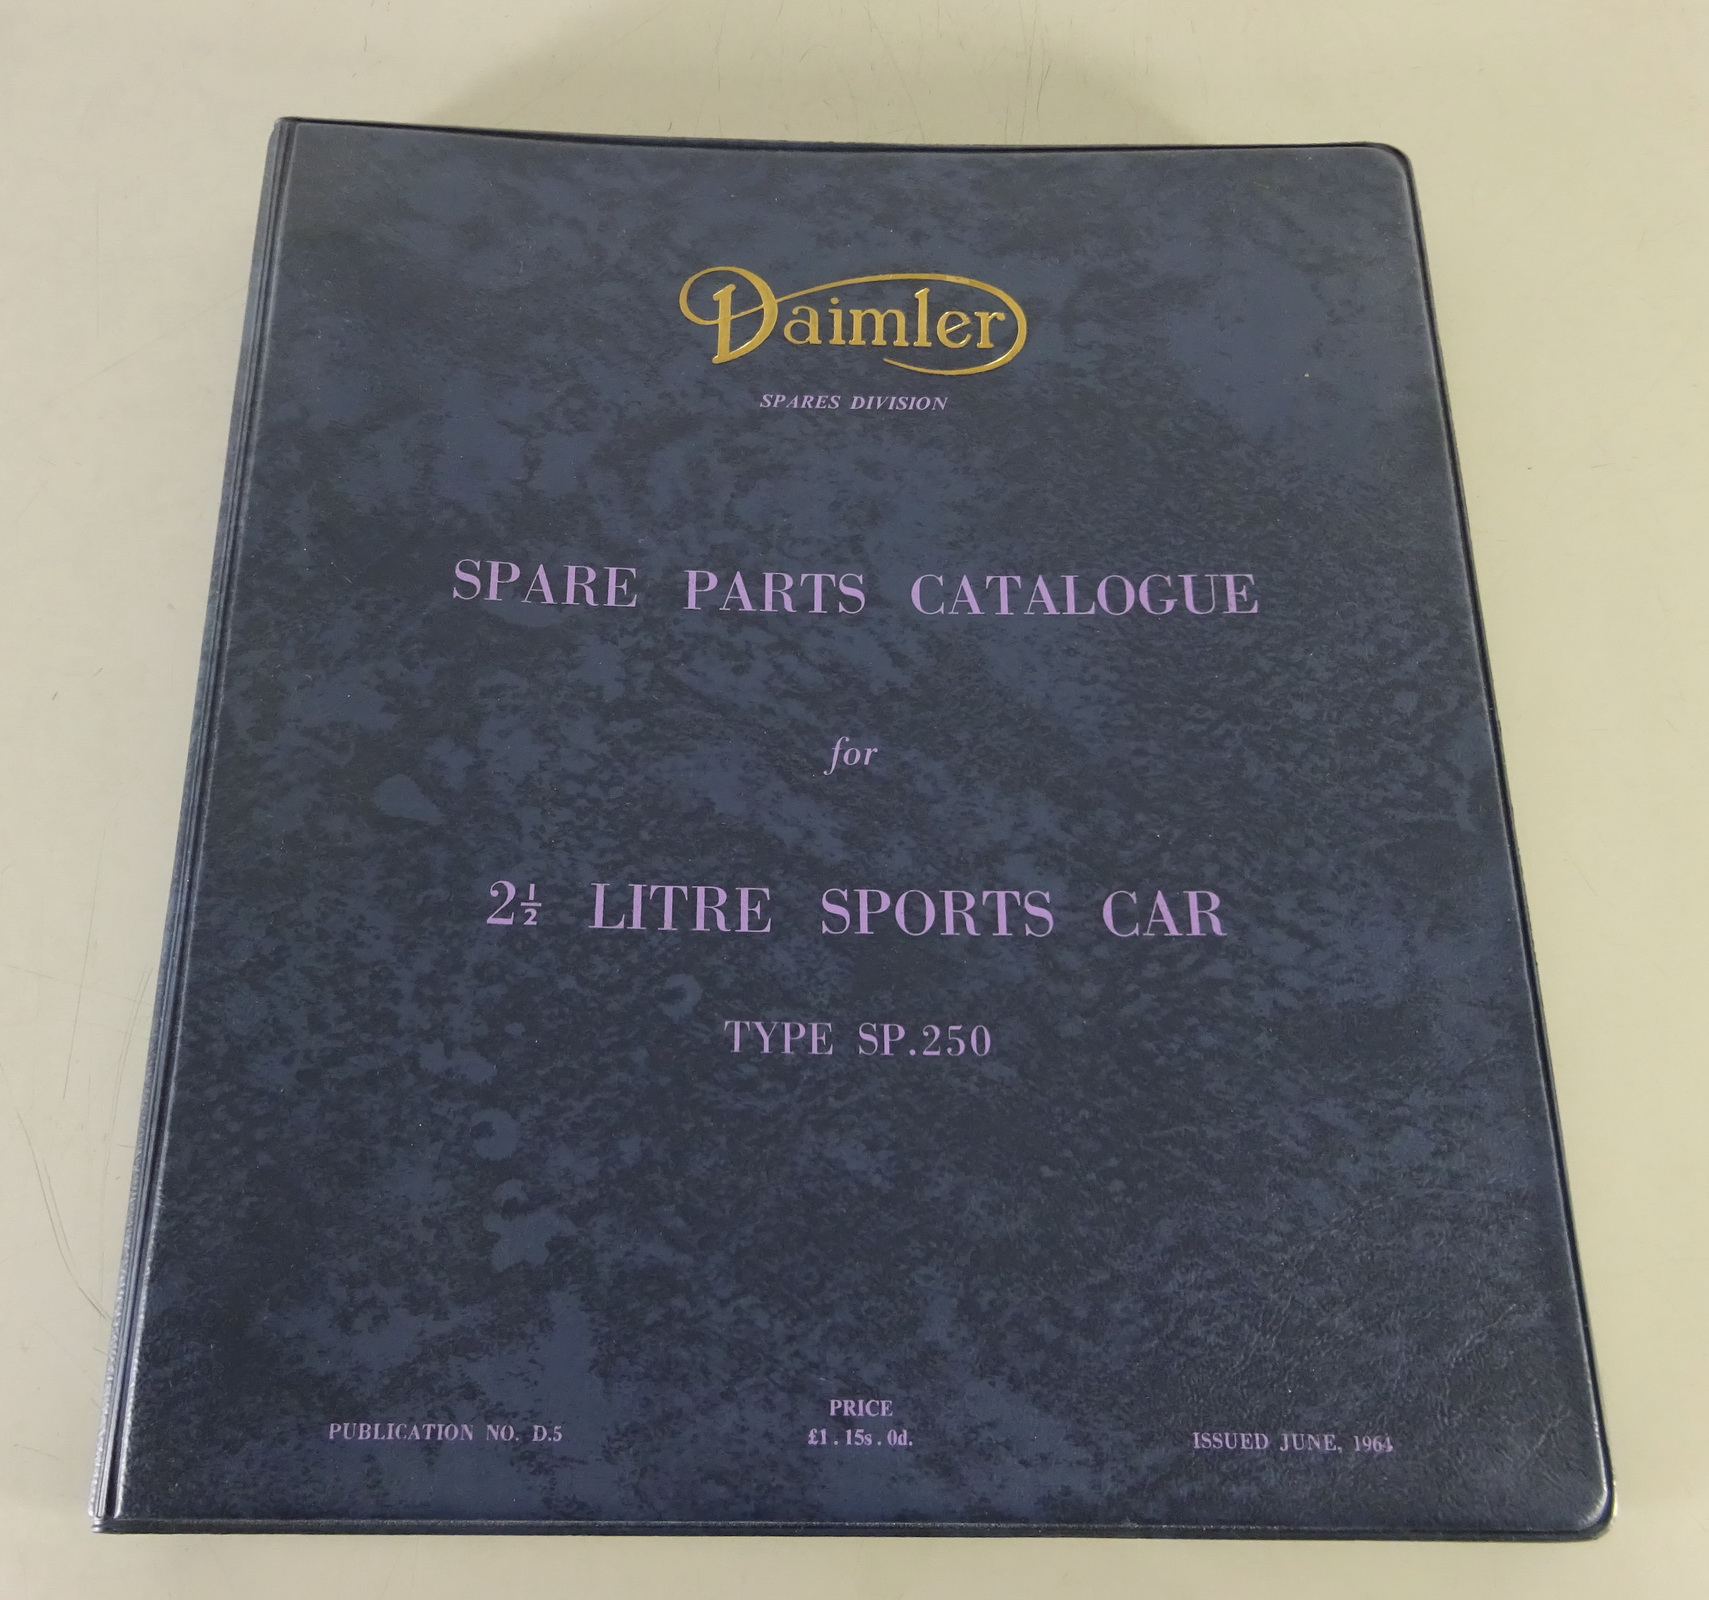 Daimler
SPARES DIVISION
SPARE PARTS CATALOGUE
for
2½ LITRE SPORTS CAR
TYPE SP.250
PUBLICATION NO. D.5
PRICE
£1 . 15s . 0d.
ISSUED JUNE, 1964